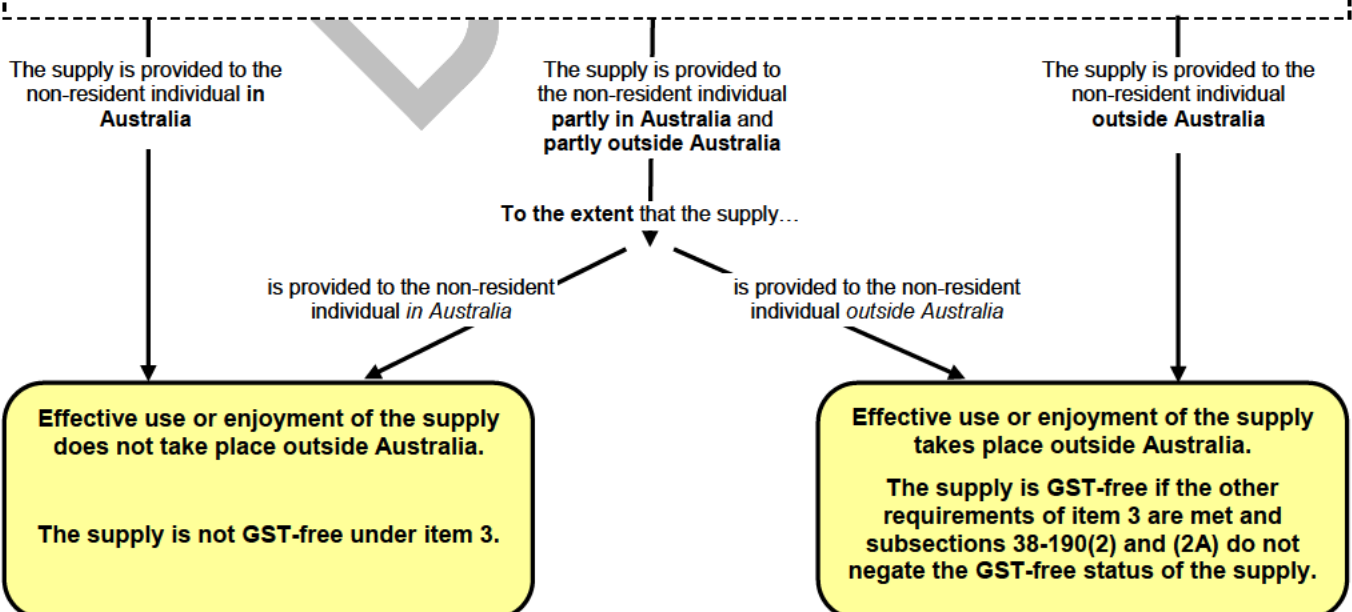 The supply is provided to the
non-resident individual in
Australia
The supply is provided to
the non-resident individual
partly in Australia and
partly outside Australia
The supply is provided to the
non-resident individual
outside Australia
To the extent that the supply…
is provided to the non-resident
individual in Australia
is provided to the non-resident
individual outside Australia
Effective use or enjoyment of the supply
does not take place outside Australia.
The supply is not GST-free under item 3.
Effective use or enjoyment of the supply
takes place outside Australia.
The supply is GST-free if the other
requirements of item 3 are met and
subsections 38-190(2) and (2A) do not
negate the GST-free status of the supply.